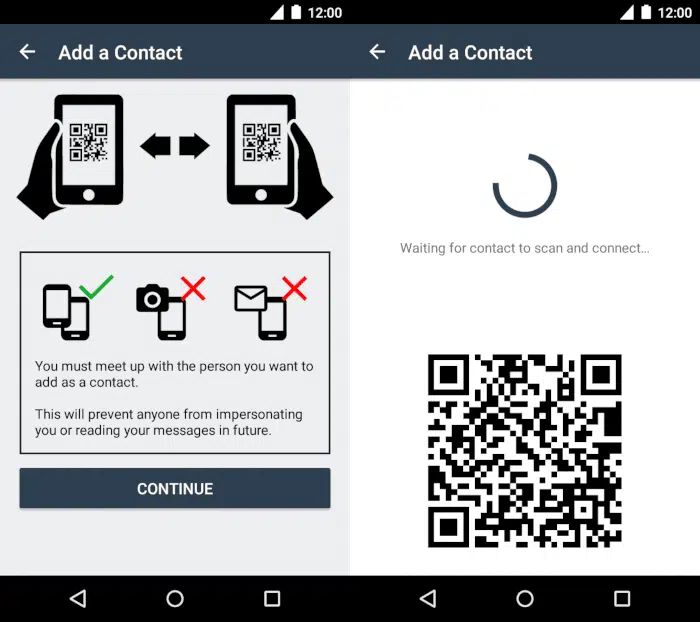 12:00
Add a Contact
You must meet up with the person you want to
add as a contact.
This will prevent anyone from impersonating
you or reading your messages in future.
CONTINUE
12:00
Add a Contact
Waiting for contact to scan and connect…